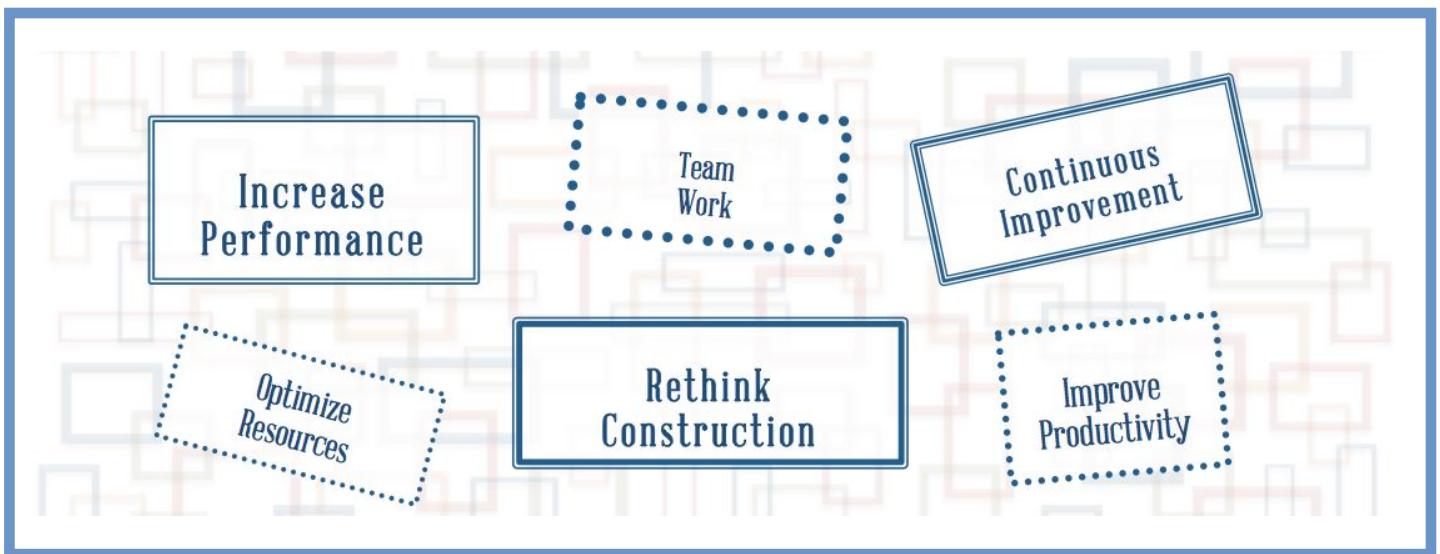 Increase
Performance
Team
Work
Continuous
Improvement
Optimize
Resources
Rethink
Construction
Improve
Productivity